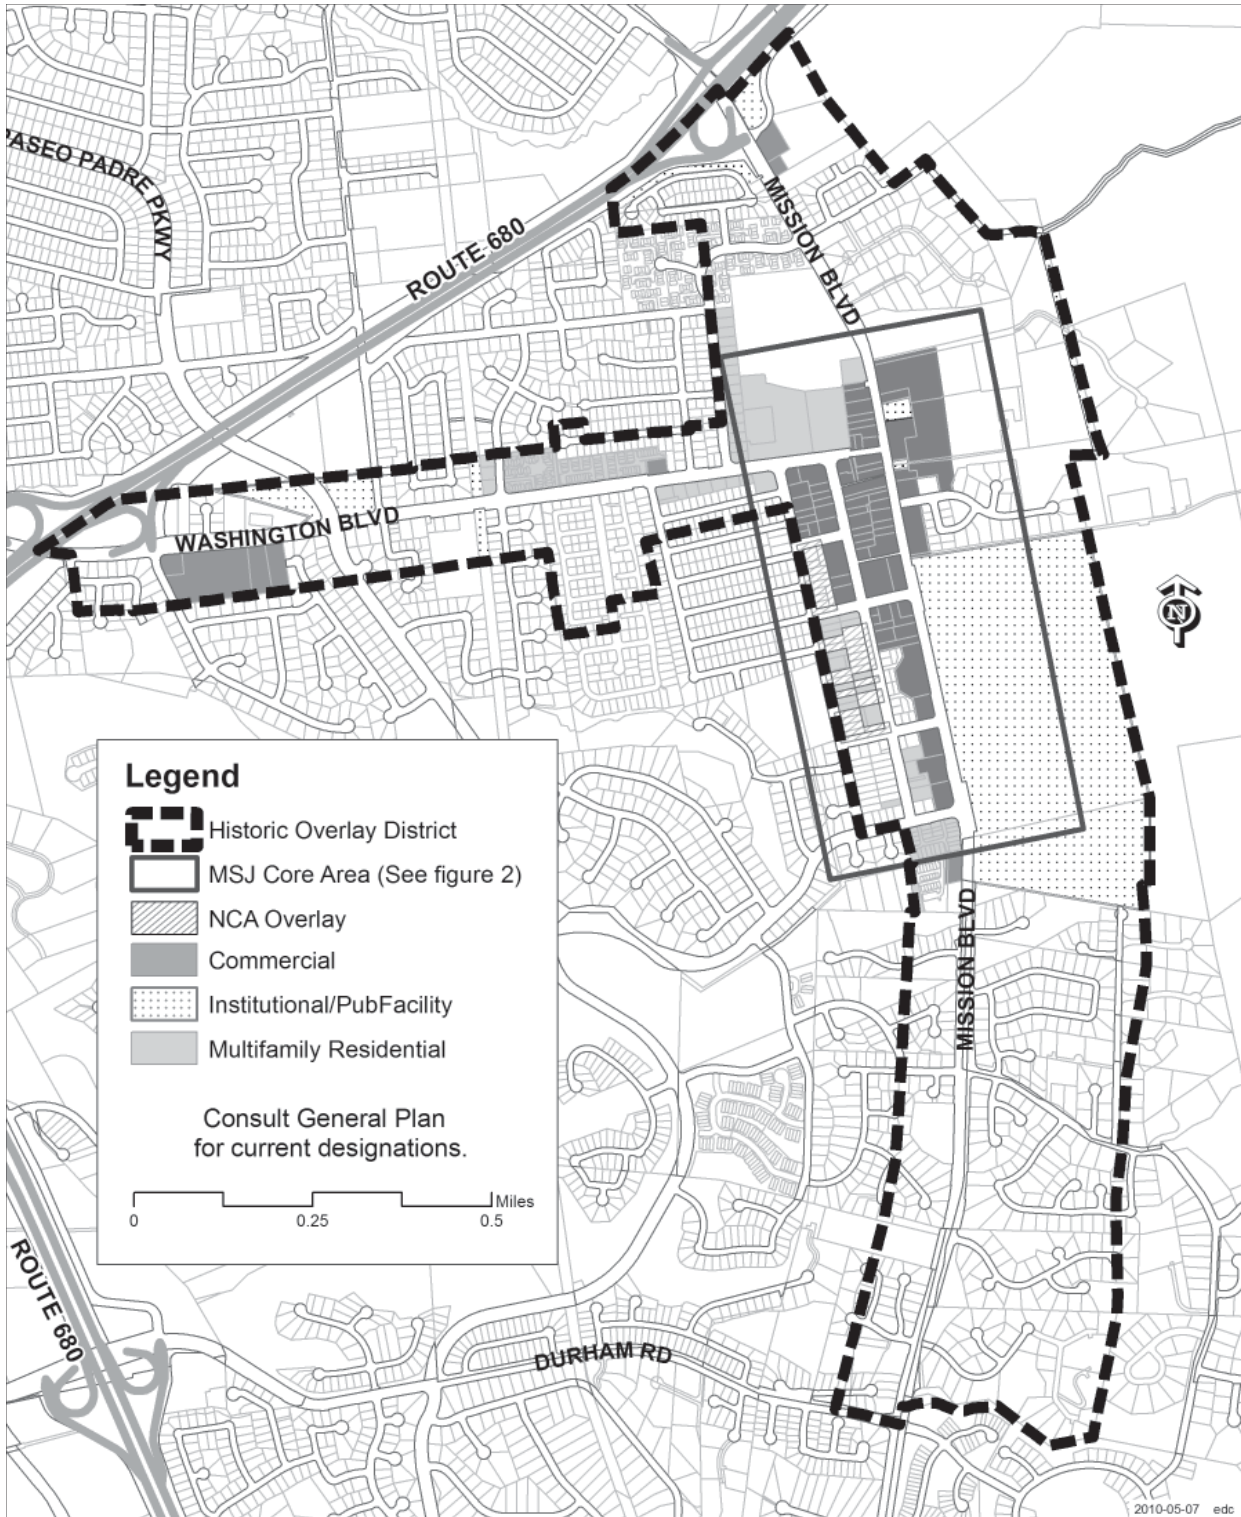 PASEO PADRE PKWY
ROUTE 680
MISSION BLVD
WASHINGTON BLVD
N
Legend
Historic Overlay District
MSJ Core Area (See figure 2)
NCA Overlay
Commercial
Institutional/PubFacility
Multifamily Residential
Consult General Plan
for current designations.
Miles
0 0.25 0.5
MISSION BLVD
ROUTE 680
DURHAM RD
2010-05-07 edc